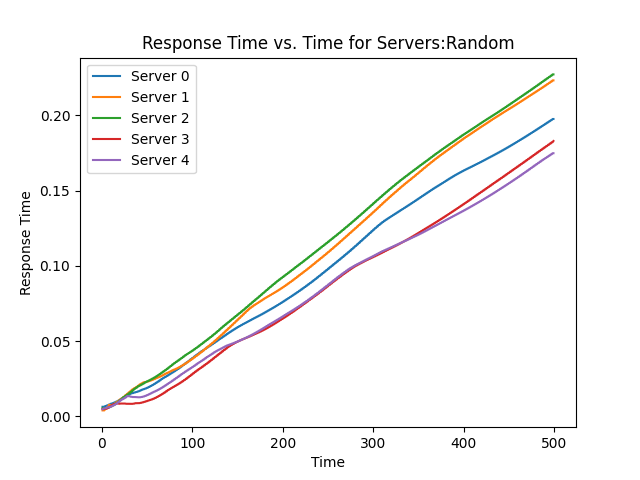 Response Time vs. Time for Servers:Random
Server 0
Server 1
Server 2
Server 3
Server 4
Response Time
0.20
0.15
0.10
0.05
0.00
0
100
200
300
400
500
Time